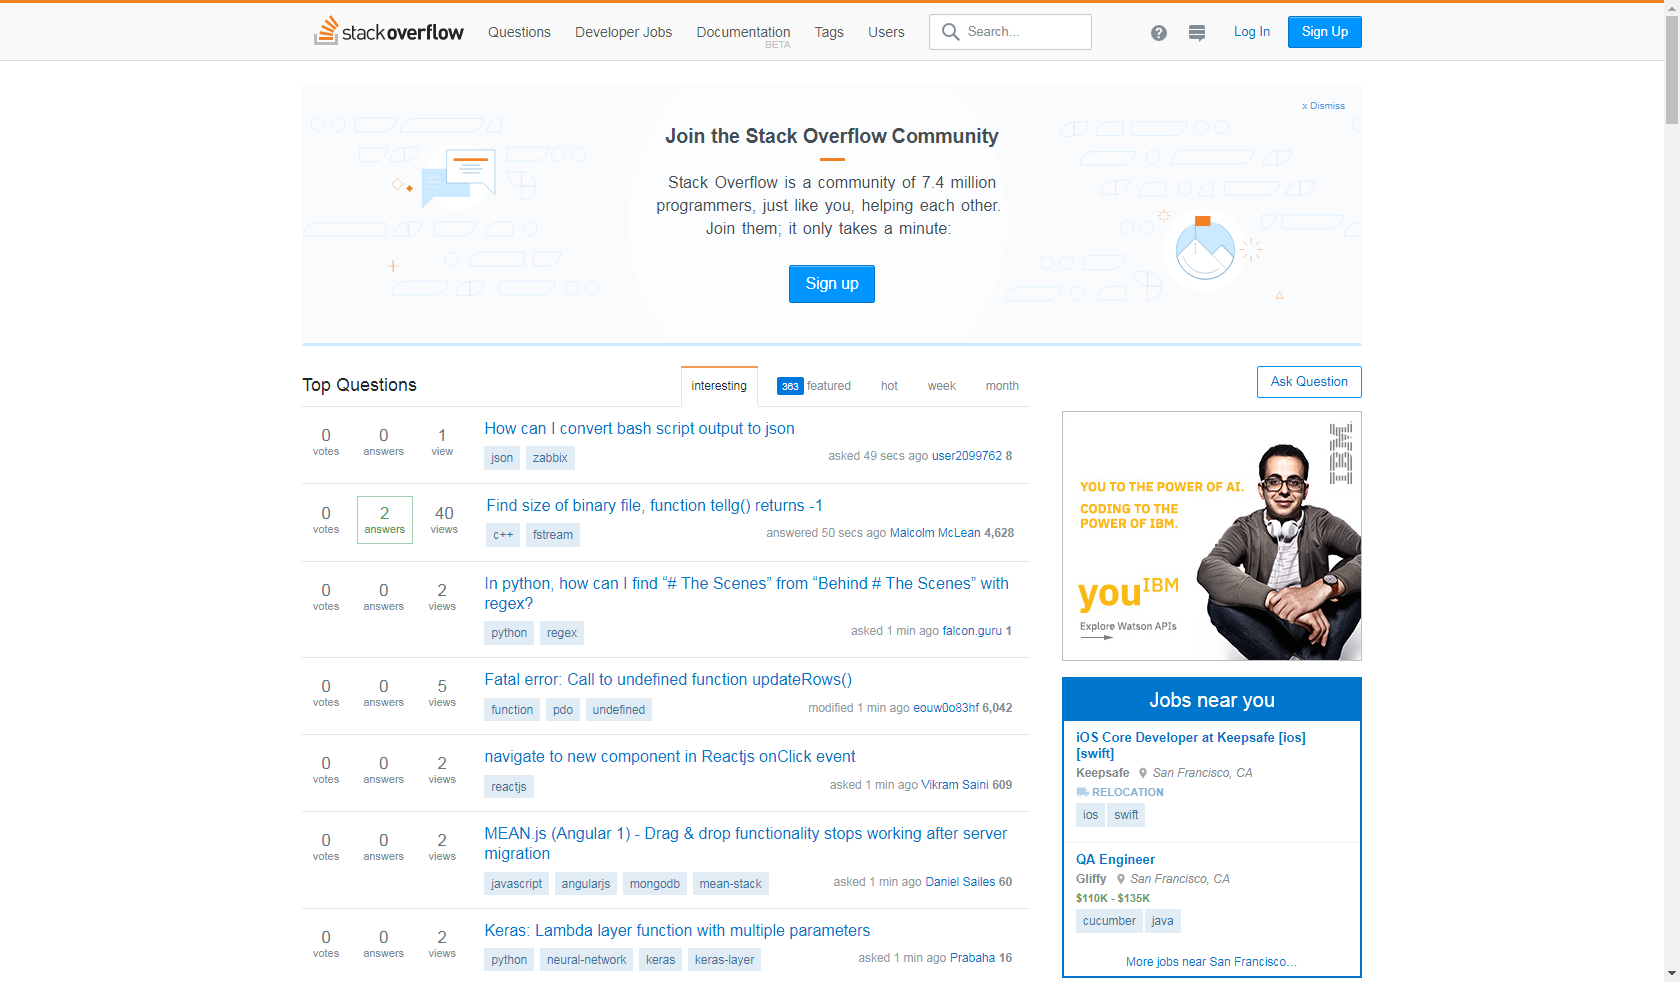 stackoverflow
Questions
Developer Jobs
Documentation
BETA
Tags
Users
Search...
?
Log In
Sign Up
x Dismiss
Join the Stack Overflow Community
Stack Overflow is a community of 7.4 million
programmers, just like you, helping each other.
Join them; it only takes a minute:
Sign up
Top Questions
interesting
363 featured
hot
week
month
0 votes
0 answers
1 view
How can I convert bash script output to json
json zabbix
asked 49 secs ago user2099762 8
0 votes
2 answers
40 views
Find size of binary file, function tellg() returns -1
c++ fstream
answered 50 secs ago Malcolm McLean 4,628
0 votes
0 answers
2 views
In python, how can I find “# The Scenes” from “Behind # The Scenes” with
regex?
python regex
asked 1 min ago falcon.guru 1
0 votes
0 answers
5 views
Fatal error: Call to undefined function updateRows()
function pdo undefined
modified 1 min ago eouw0o83hf 6,042
0 votes
0 answers
2 views
navigate to new component in Reactjs onClick event
reactjs
asked 1 min ago Vikram Saini 609
0 votes
0 answers
2 views
MEAN.js (Angular 1) - Drag & drop functionality stops working after server
migration
javascript angularjs mongodb mean-stack
asked 1 min ago Daniel Sailes 60
0 votes
0 answers
2 views
Keras: Lambda layer function with multiple parameters
python neural-network keras keras-layer
asked 1 min ago Prabaha 16
Ask Question
IBM
YOU TO THE POWER OF AI.
CODING TO THE
POWER OF IBM.
you IBM
Explore Watson APIs
Jobs near you
iOS Core Developer at Keepsafe [ios]
[swift]
Keepsafe San Francisco, CA
RELOCATION
ios swift
QA Engineer
Gliffy San Francisco, CA
$110K - $135K
cucumber java
More jobs near San Francisco...